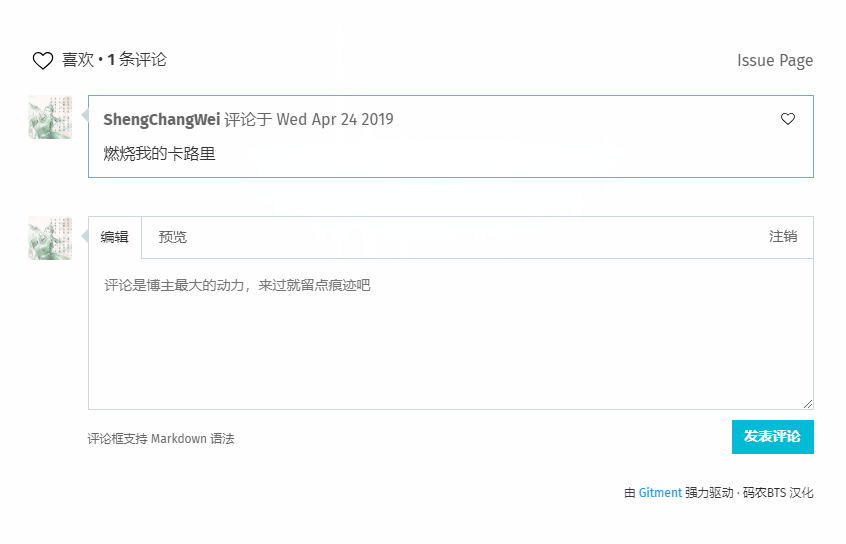 喜欢 • 1 条评论
Issue Page
ShengChangWei 评论于 Wed Apr 24 2019
燃烧我的卡路里
编辑 预览 注销
评论是博主最大的动力，来过就留点痕迹吧
评论框支持 Markdown 语法
发表评论
由 Gitment 强力驱动 · 码农BTS 汉化